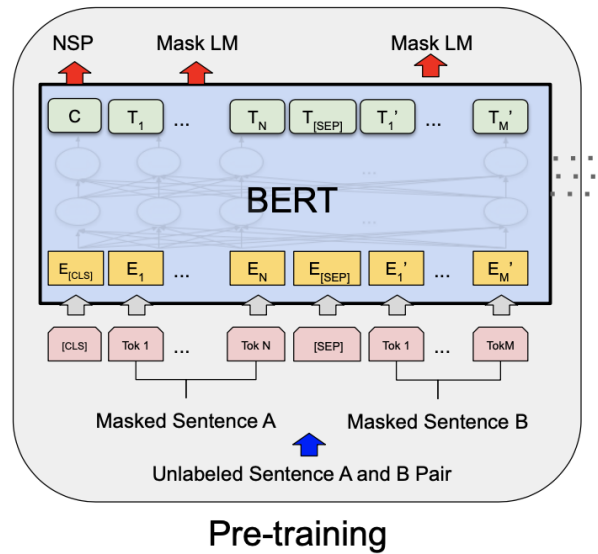 NSP Mask LM Mask LM
C T1 ... TN T[SEP] T1’ ... TM’
...
BERT
...
E[CLS] E1 ... EN E[SEP] E1’ ... EM’
[CLS] Tok 1 ... Tok N [SEP] Tok 1 ... TokM
Masked Sentence A Masked Sentence B
Unlabeled Sentence A and B Pair
Pre-training